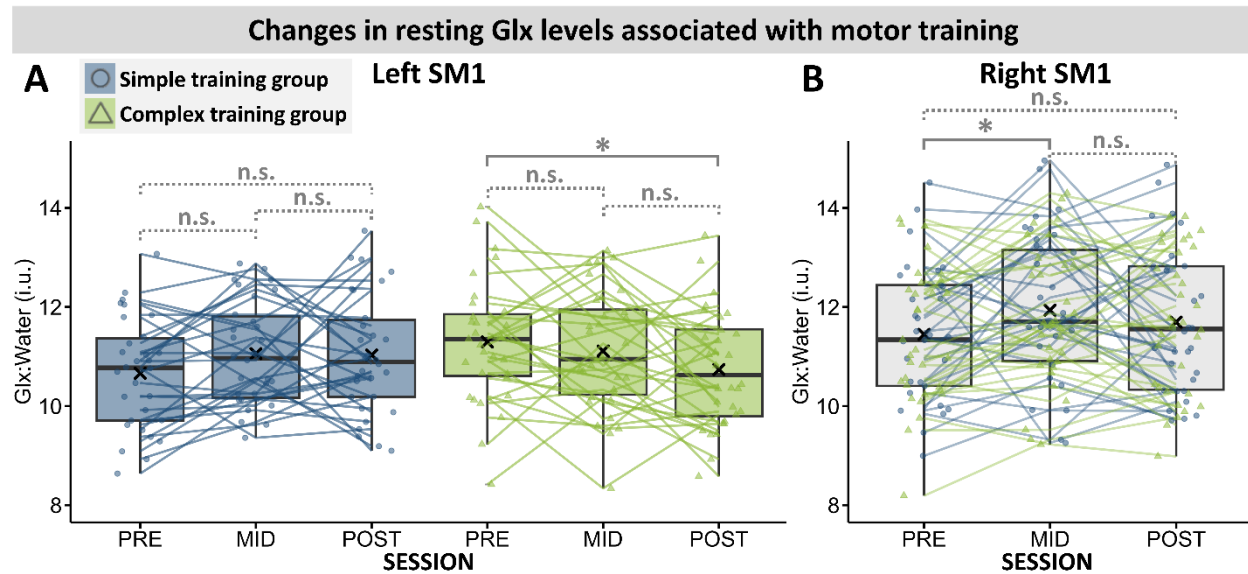 Changes in resting Glx levels associated with motor training
A
Simple training group
Complex training group
Left SM1
n.s.
n.s.
n.s.
*
n.s.
n.s.
Glx:Water (i.u.)
14
12
10
8
PRE
MID
POST
PRE
MID
POST
SESSION
B
Right SM1
n.s.
*
n.s.
Glx:Water (i.u.)
14
12
10
8
PRE
MID
POST
SESSION